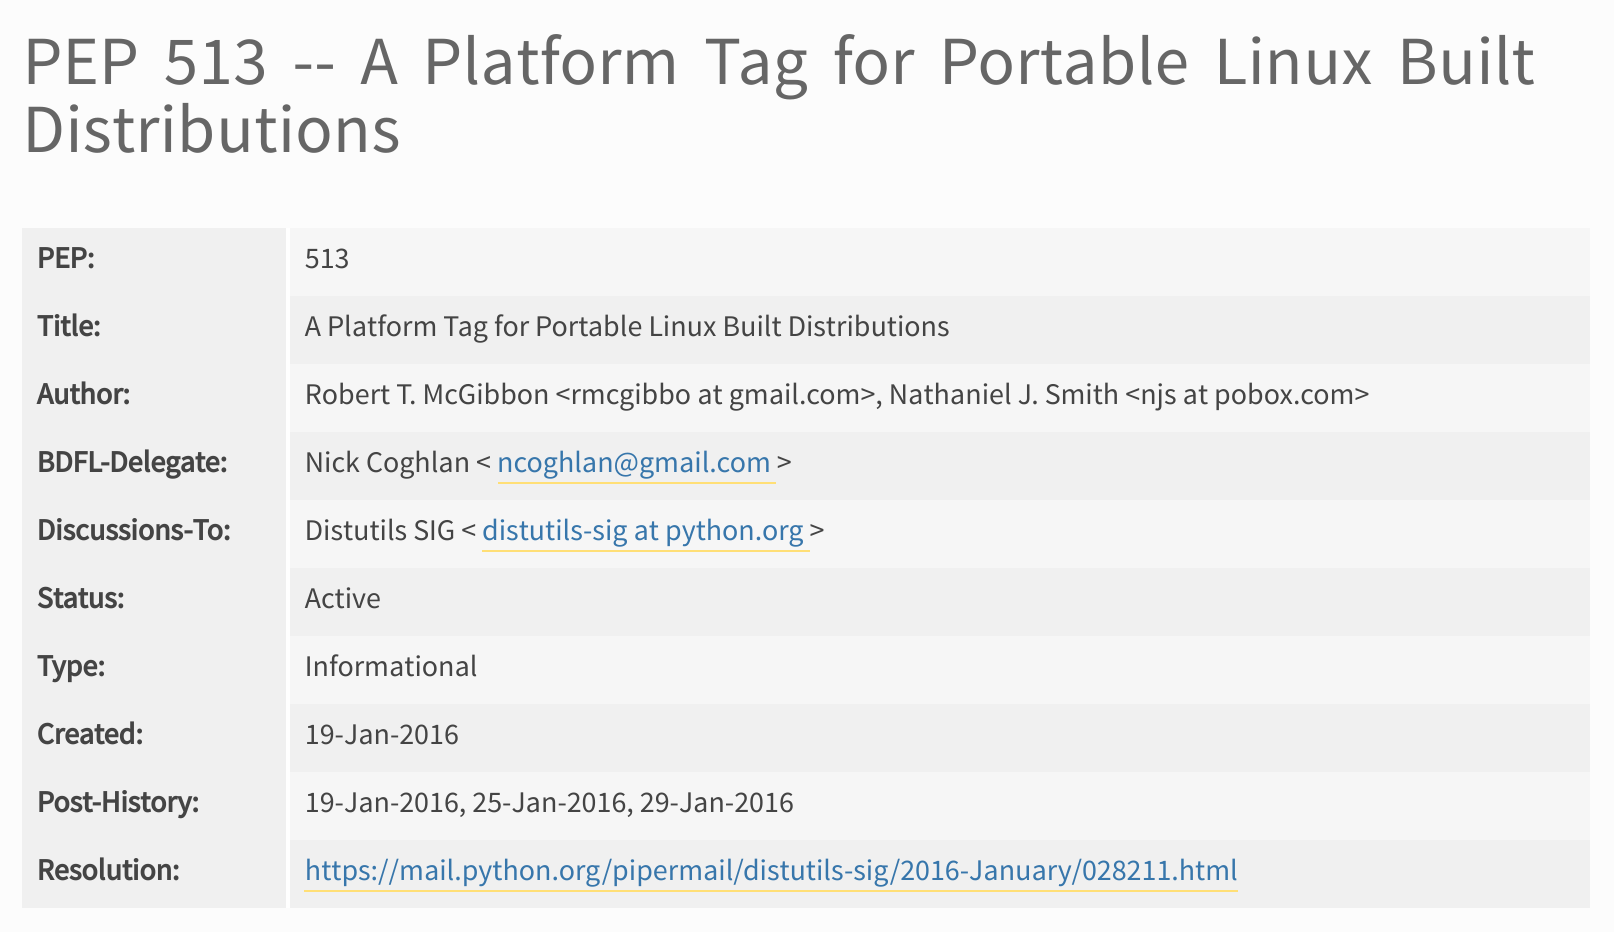 PEP 513 -- A Platform Tag for Portable Linux Built
Distributions
PEP: 513
Title: A Platform Tag for Portable Linux Built Distributions
Author: Robert T. McGibbon <rmcgibbo at gmail.com>, Nathaniel J. Smith <njs at pobox.com>
BDFL-Delegate: Nick Coghlan < ncoghlan@gmail.com >
Discussions-To: Distutils SIG < distutils-sig at python.org >
Status: Active
Type: Informational
Created: 19-Jan-2016
Post-History: 19-Jan-2016, 25-Jan-2016, 29-Jan-2016
Resolution: https://mail.python.org/pipermail/distutils-sig/2016-January/028211.html